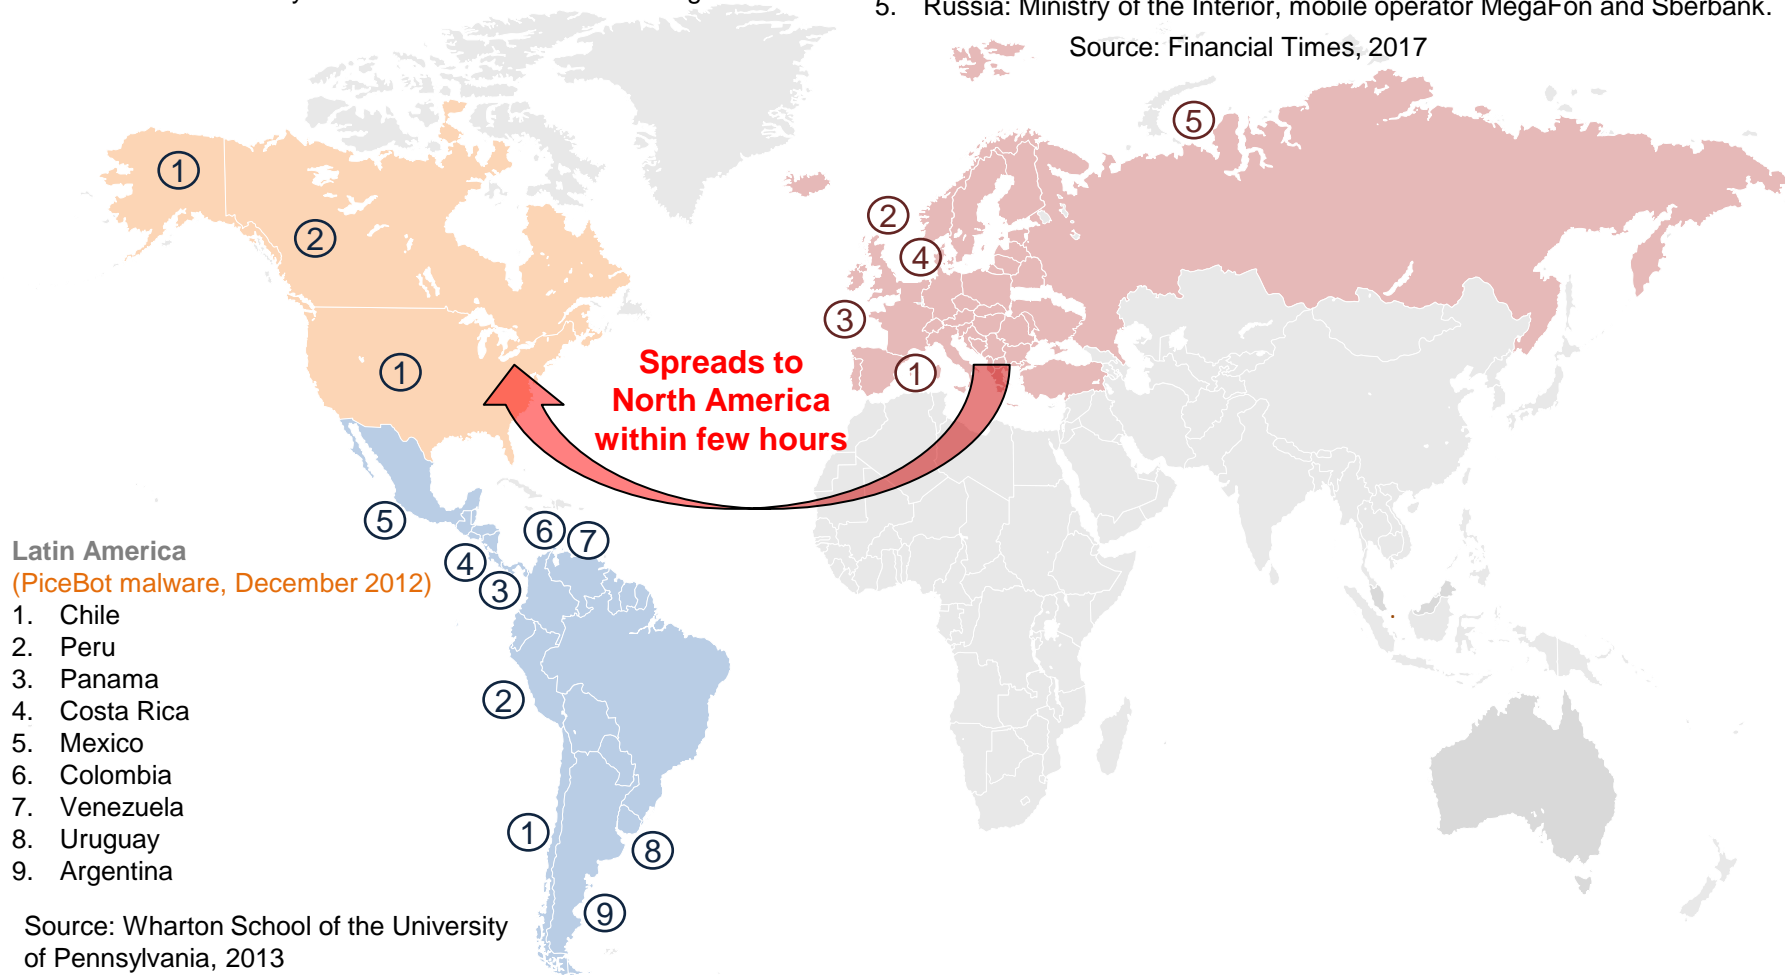 5. Russia: Ministry of the Interior, mobile operator MegaFon and Sberbank.
Source: Financial Times, 2017
5
1
2
2
4
3
1
1
Spreads to
North America
within few hours
5
6
7
4
3
Latin America
(PiceBot malware, December 2012)
1. Chile
2. Peru
3. Panama
4. Costa Rica
5. Mexico
6. Colombia
7. Venezuela
8. Uruguay
9. Argentina
2
1
8
9
Source: Wharton School of the University
of Pennsylvania, 2013